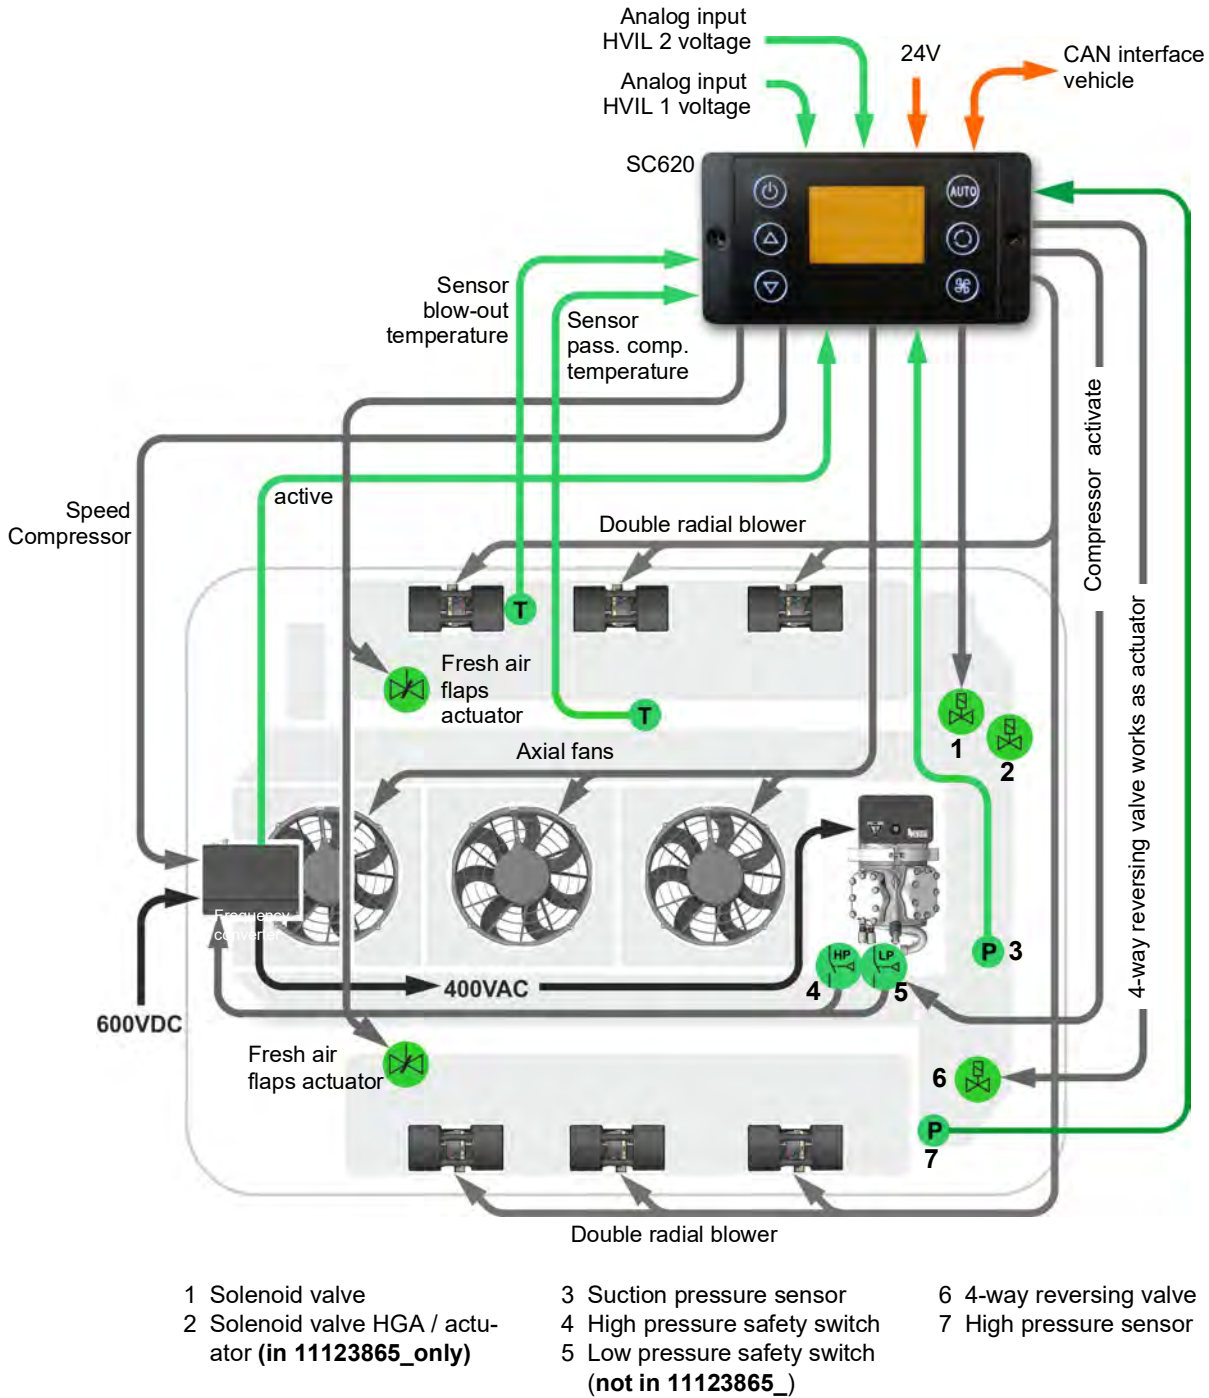 Analog input
HVIL 2 voltage
24V
CAN interface
vehicle
Analog input
HVIL 1 voltage
SC620
AUTO
Sensor
blow-out
temperature
Sensor
pass. comp.
temperature
Compressor activate
active
Speed
Compressor
Double radial blower
4-way reversing valve works as actuator
T
Fresh air
flaps
actuator
T
1
2
Axial fans
Frequency
converter
P 3
HP
LP
4
5
400VAC
600VDC
Fresh air
flaps actuator
6
P
7
Double radial blower
1 Solenoid valve
2 Solenoid valve HGA / actu-
ator (in 11123865_only)
3 Suction pressure sensor
4 High pressure safety switch
5 Low pressure safety switch
(not in 11123865_)
6 4-way reversing valve
7 High pressure sensor